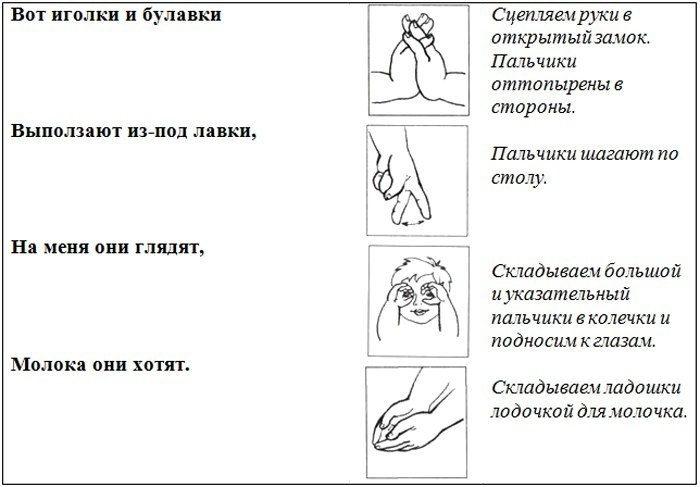 Вот иголки и булавки
Сцепляем руки в
открытый замок.
Пальчики
оттопырены в
стороны.
Выползают из-под лавки,
Пальчики шагают по
столу.
На меня они глядят,
Складываем большой
и указательный
пальчики в колечки и
подносим к глазам.
Молока они хотят.
Складываем ладошки
лодочкой для молочка.